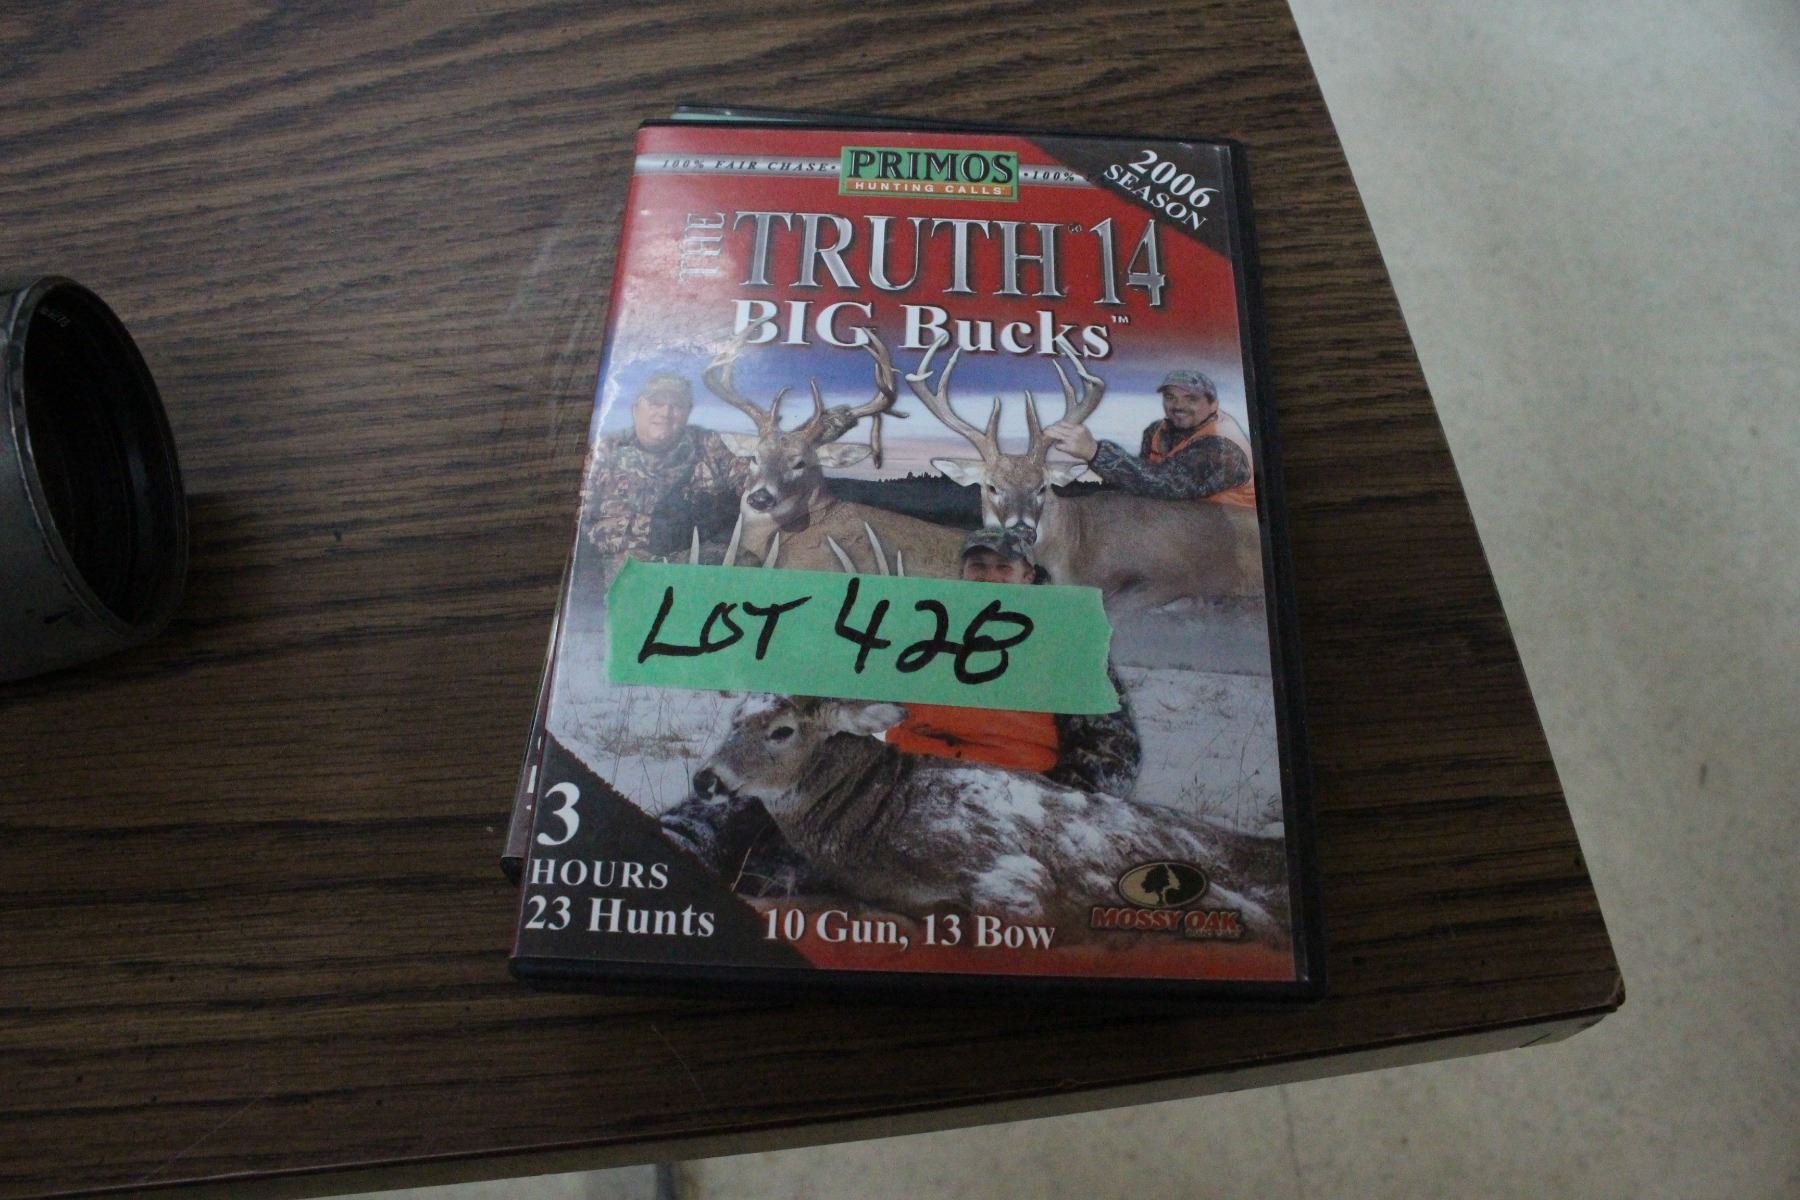 100% FAIR CHASE • PRIMOS • 100%
HUNTING CALLS
2006
SEASON
THE TRUTH 14
BIG Bucks™
LOT 428
3
HOURS
23 Hunts
10 Gun, 13 Bow
MOSSY OAK